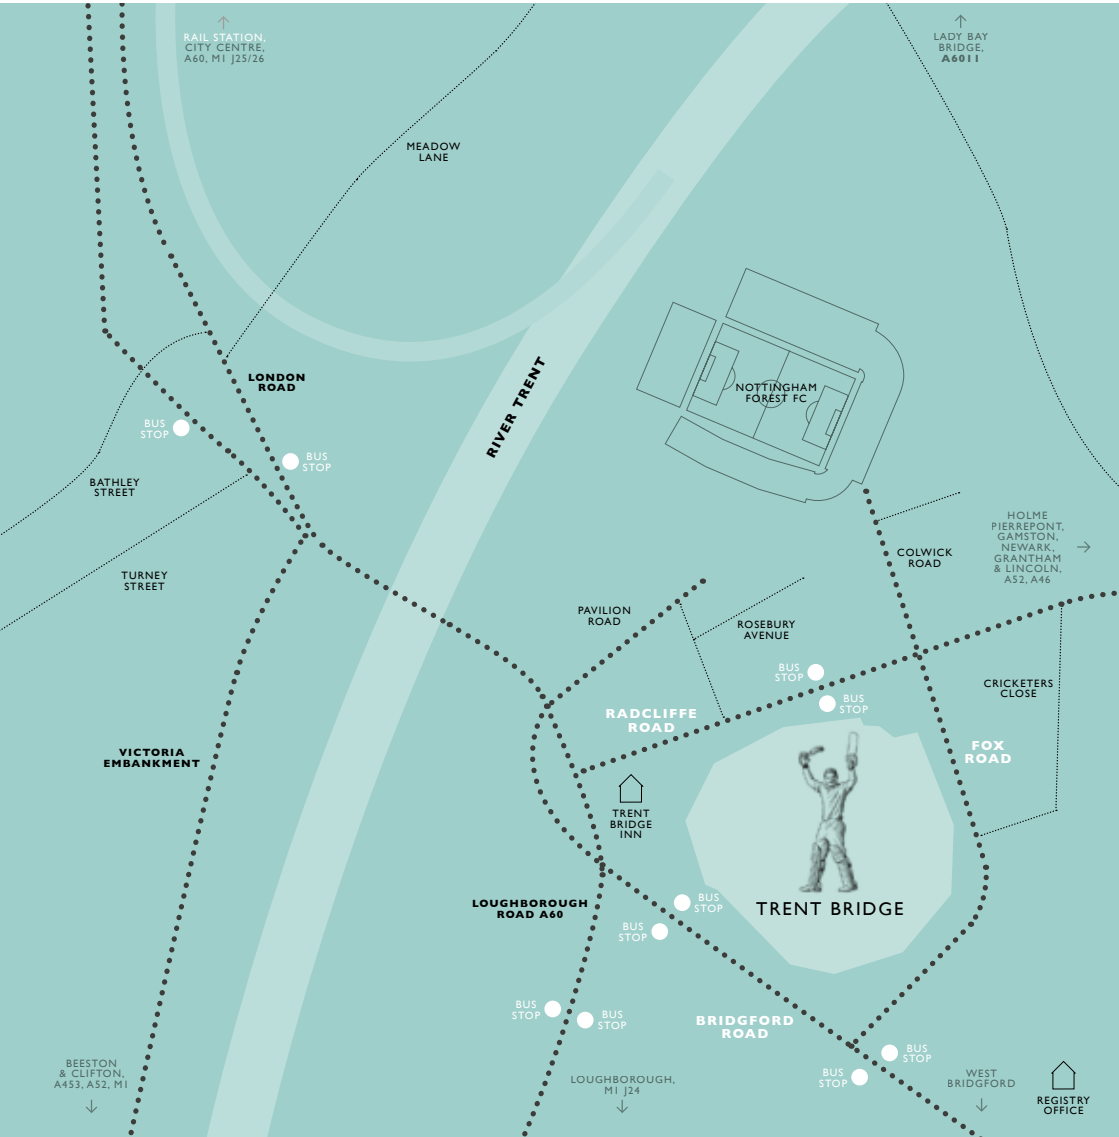 RAIL STATION,
CITY CENTRE,
A60, M1 J25/26
LADY BAY
BRIDGE,
A6011
MEADOW
LANE
RIVER TRENT
LONDON
ROAD
NOTTINGHAM
FOREST FC
BUS
STOP
BUS
STOP
BATHLEY
STREET
HOLME
PIERREPONT,
GAMSTON,
NEWARK,
GRANTHAM
& LINCOLN,
A52, A46
COLWICK
ROAD
TURNEY
STREET
PAVILION
ROAD
ROSEBURY
AVENUE
BUS
STOP
CRICKETERS
CLOSE
BUS
STOP
RADCLIFFE
ROAD
FOX
ROAD
VICTORIA
EMBANKMENT
TRENT
BRIDGE
INN
LOUGHBOROUGH
ROAD A60
BUS
STOP
TRENT BRIDGE
BUS
STOP
BUS
STOP
BUS
STOP
BRIDGFORD
ROAD
BUS
STOP
BUS
STOP
BEESTON
& CLIFTON,
A453, A52, M1
LOUGHBOROUGH,
M1 J24
WEST
BRIDGFORD
REGISTRY
OFFICE